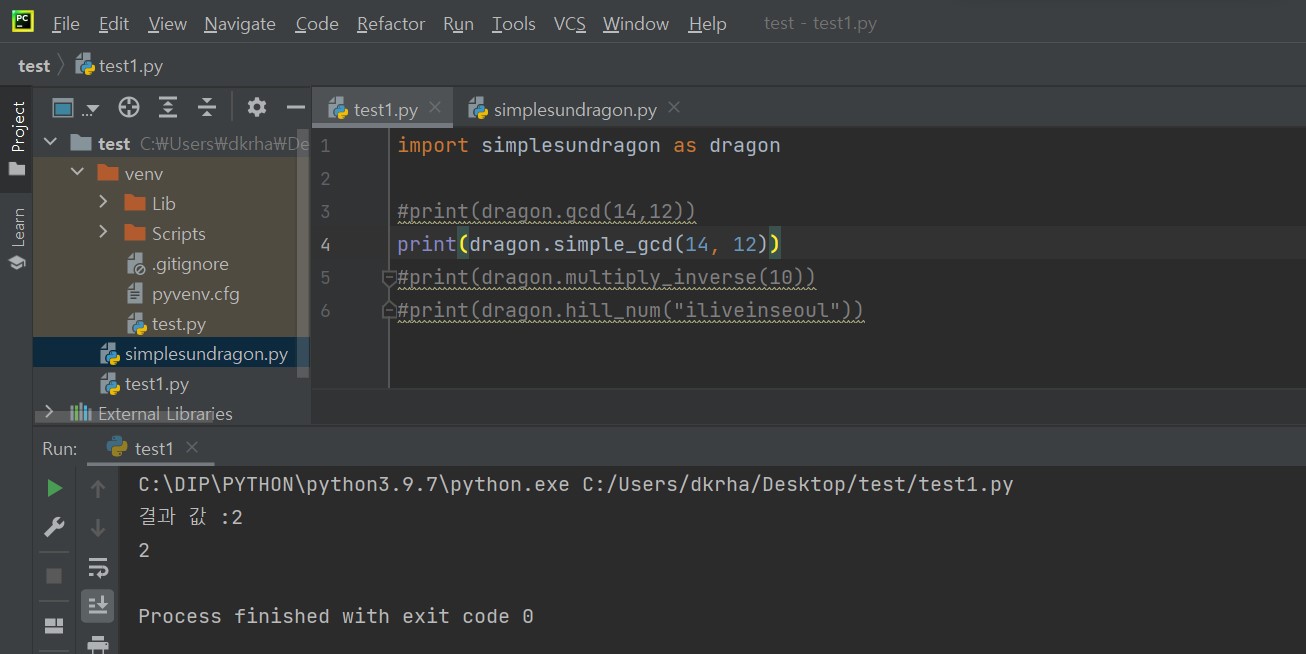 PC
File Edit View Navigate Code Refactor Run Tools VCS Window Help test - test1.py
test test1.py
Project
Learn
...
test1.py simplesundragon.py
test C:₩Users₩dkrha₩De
venv
Lib
Scripts
.gitignore
pyvenv.cfg
test.py
simplesundragon.py
test1.py
External Libraries
1 import simplesundragon as dragon
2
3 #print(dragon.gcd(14,12))
4 print(dragon.simple_gcd(14, 12))
5 #print(dragon.multiply_inverse(10))
6 #print(dragon.hill_num("iliveinseoul"))
Run: test1
C:\DIP\PYTHON\python3.9.7\python.exe C:/Users/dkrha/Desktop/test/test1.py
결과 값 :2
2
Process finished with exit code 0